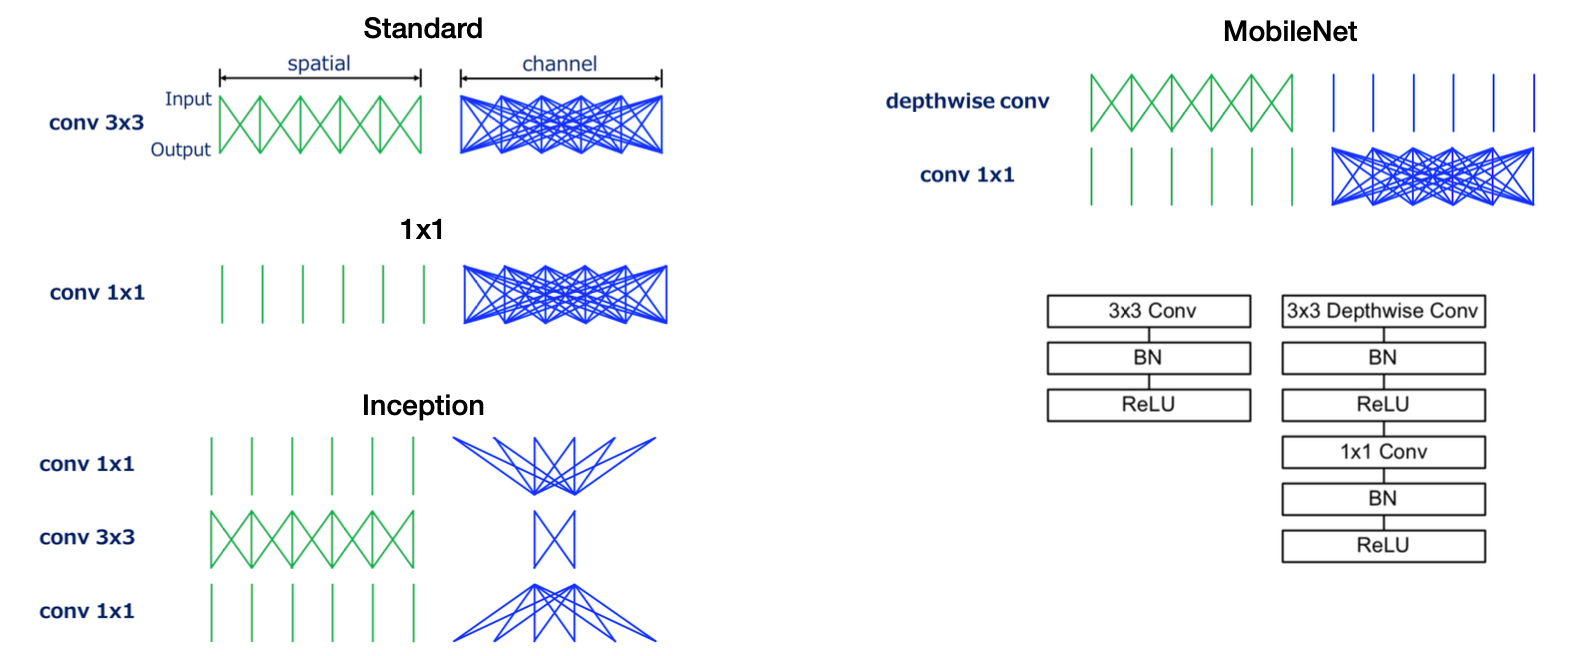 Standard
spatial
channel
conv 3x3
Input
Output
1x1
conv 1x1
Inception
conv 1x1
conv 3x3
conv 1x1
MobileNet
depthwise conv
conv 1x1
3x3 Conv
BN
ReLU
3x3 Depthwise Conv
BN
ReLU
1x1 Conv
BN
ReLU